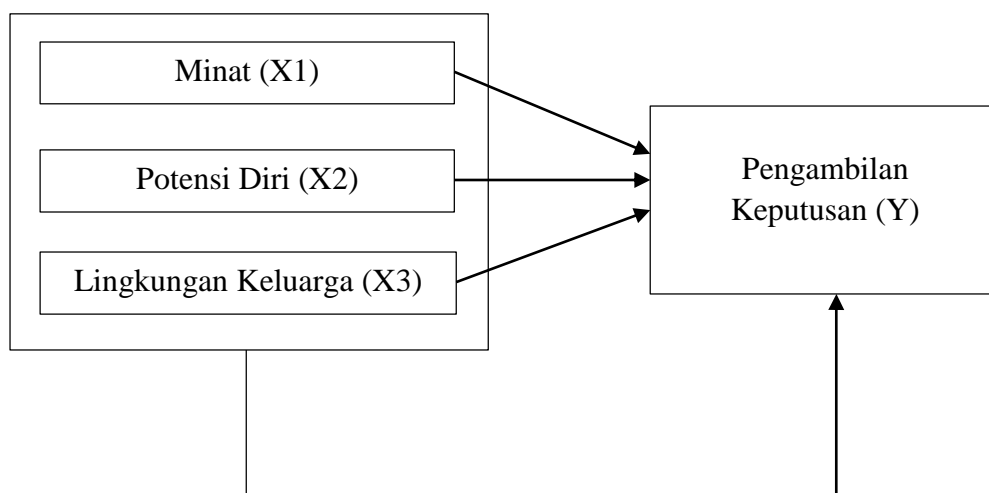 Minat (X1)
Potensi Diri (X2)
Lingkungan Keluarga (X3)
Pengambilan
Keputusan (Y)